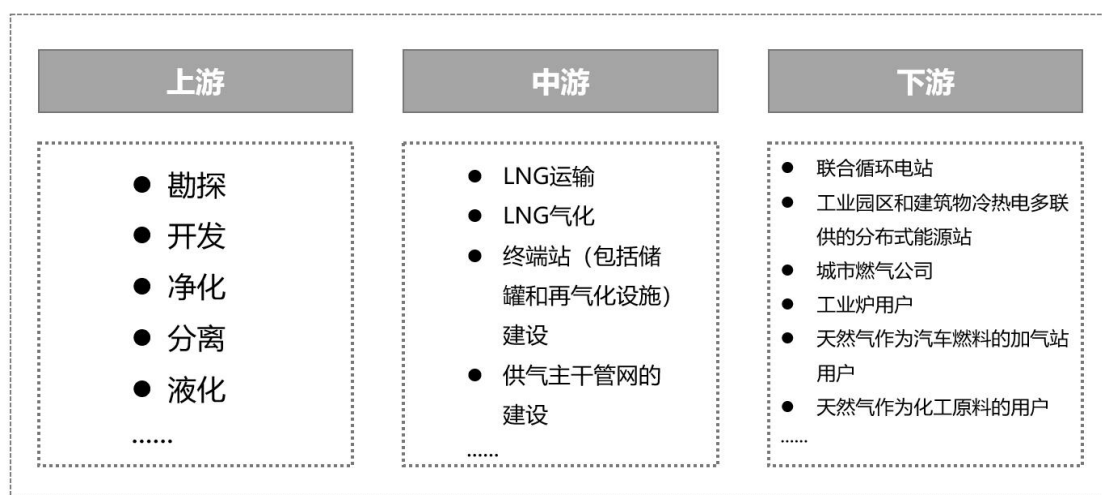 上游
● 勘探
● 开发
● 净化
● 分离
● 液化
......
中游
● LNG运输
● LNG气化
● 终端站（包括储
罐和再气化设施）
建设
● 供气主干管网的
建设
......
下游
● 联合循环电站
● 工业园区和建筑物冷热电多联
供的分布式能源站
● 城市燃气公司
● 工业炉用户
● 天然气作为汽车燃料的加气站
用户
● 天然气作为化工原料的用户
......